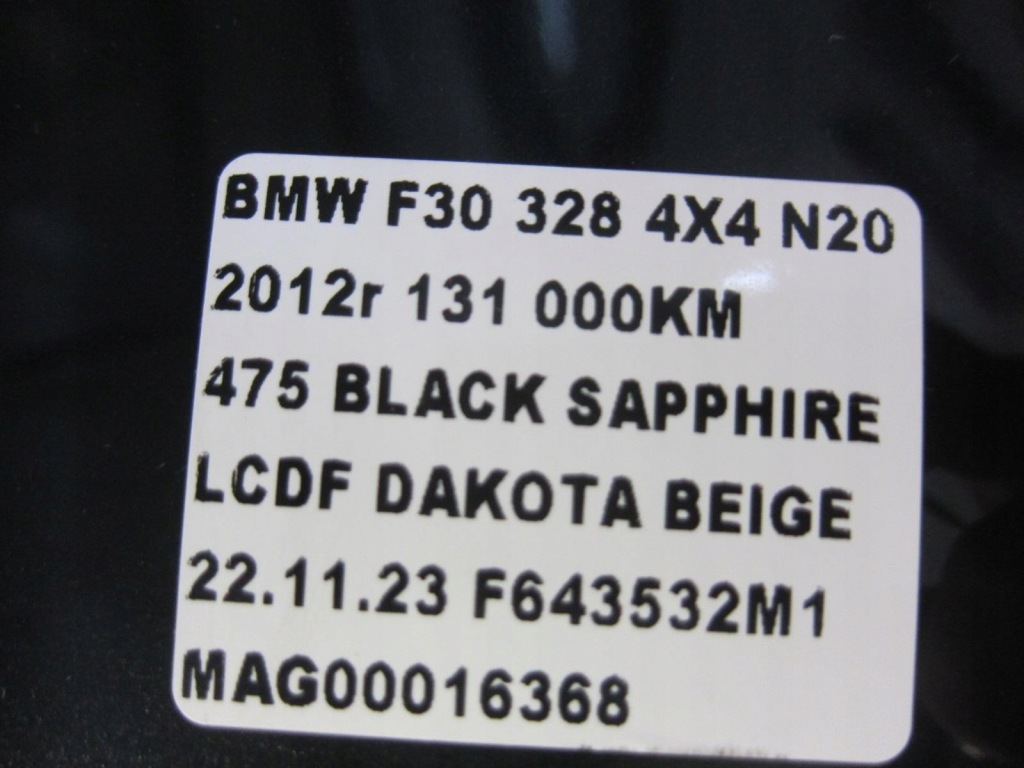 BMW F30 328 4X4 N20
2012r 131 000KM
475 BLACK SAPPHIRE
LCDF DAKOTA BEIGE
22.11.23 F643532M1
MAG00016368